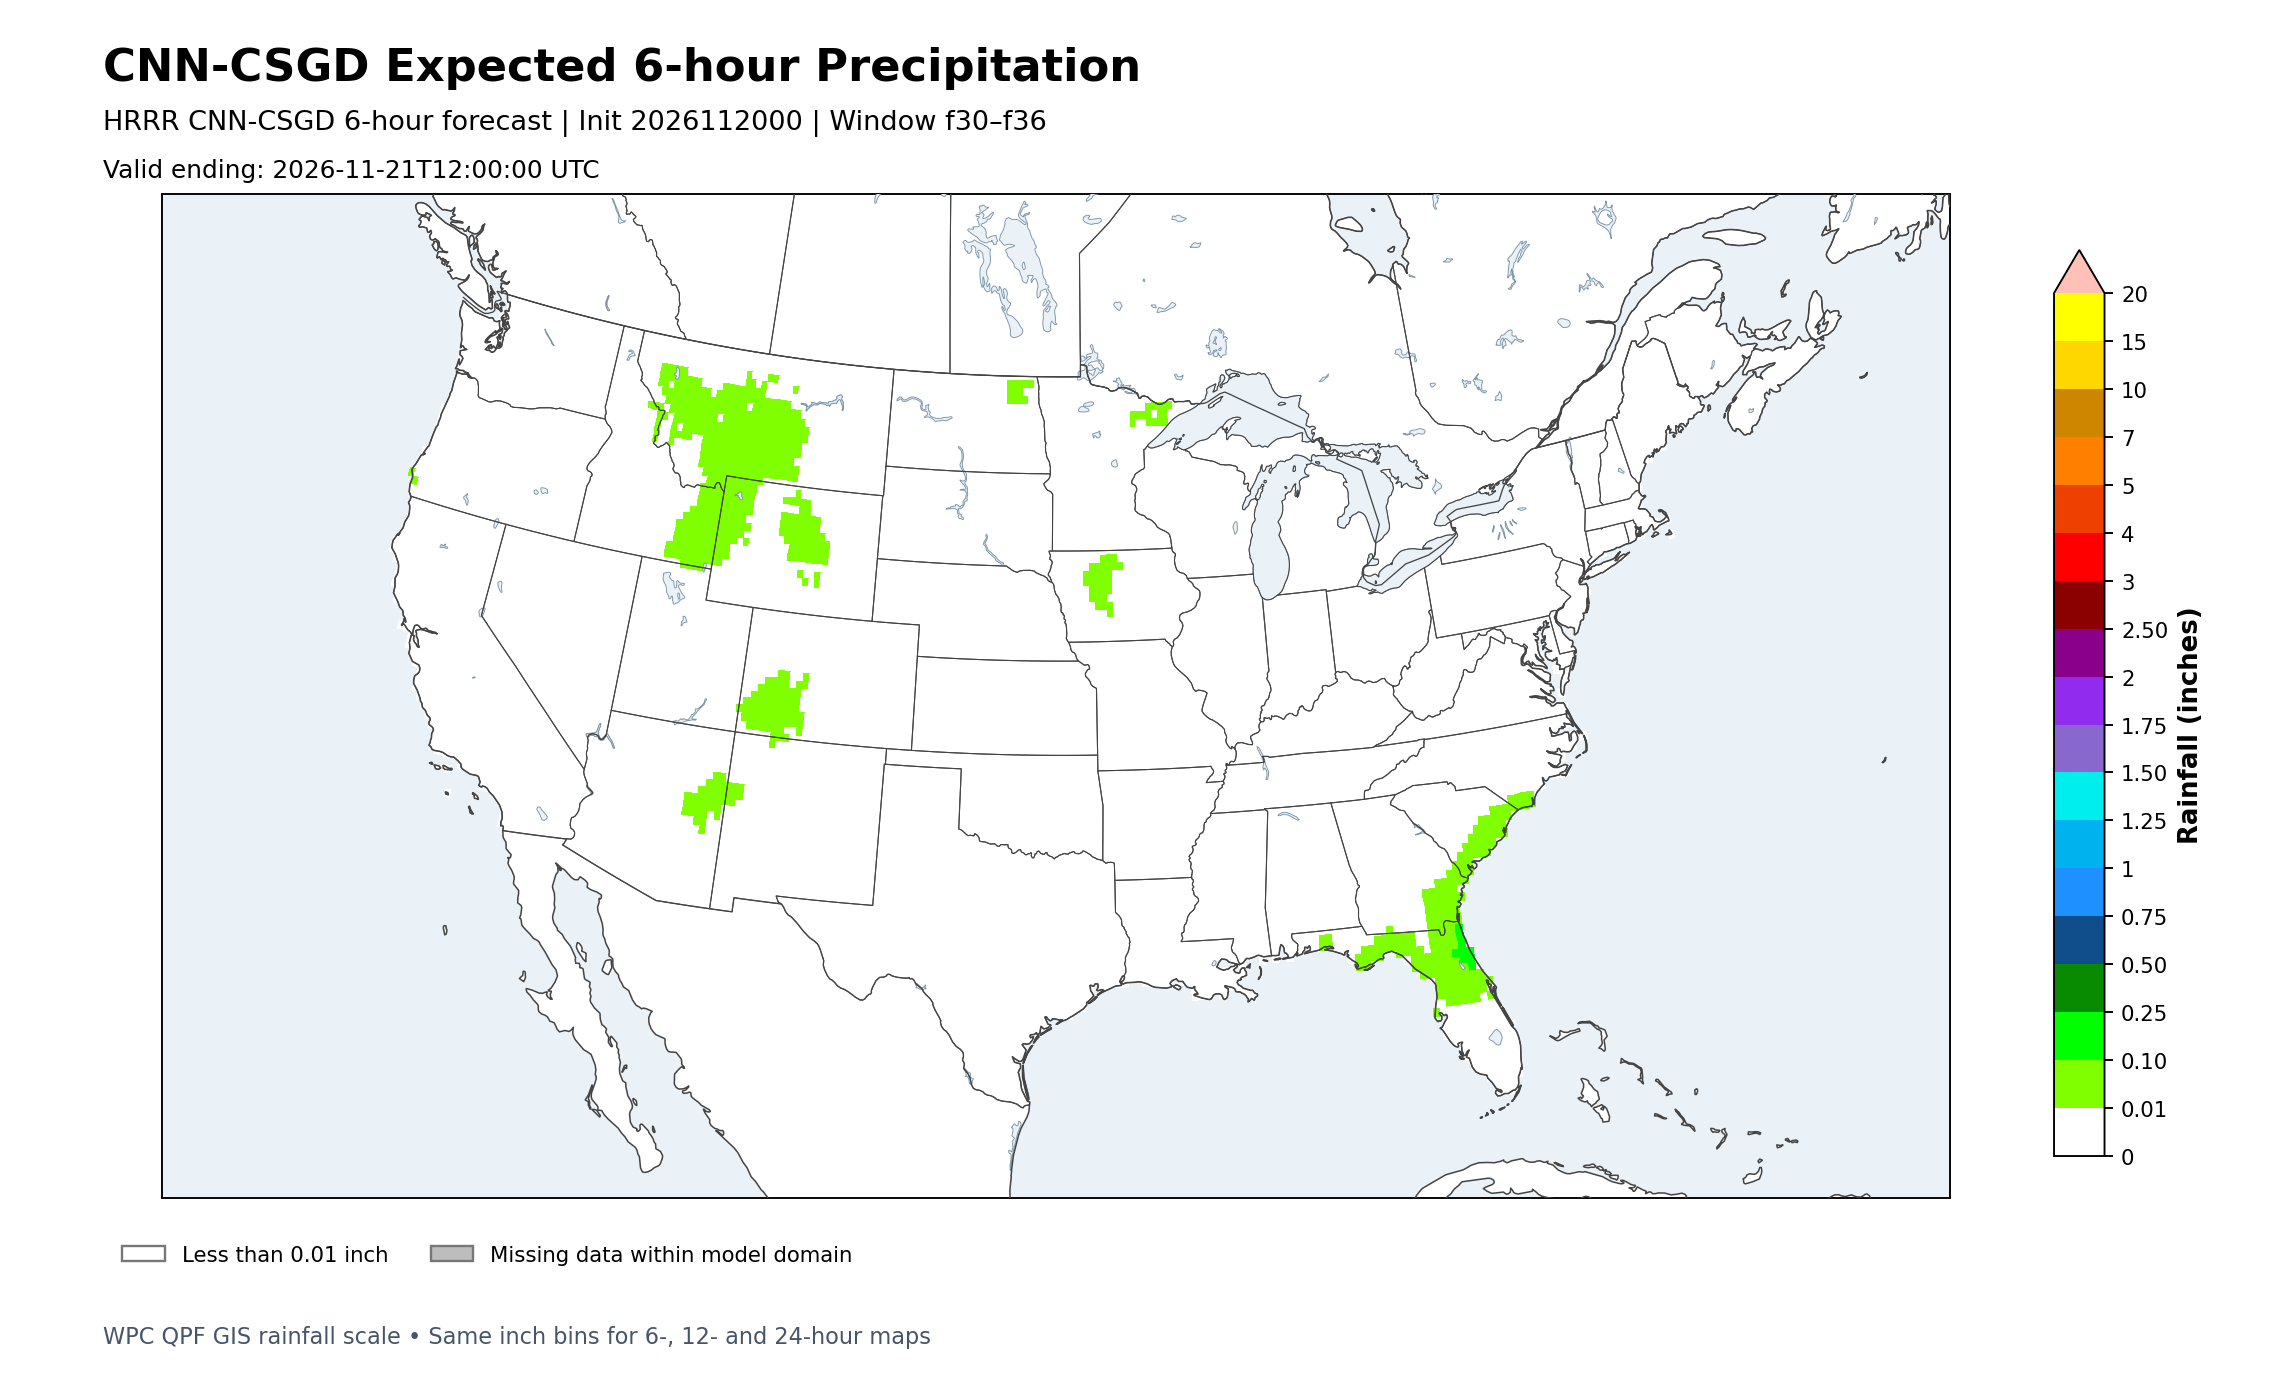 CNN-CSGD Expected 6-hour Precipitation
HRRR CNN-CSGD 6-hour forecast | Init 2026112000 | Window f30–f36
Valid ending: 2026-11-21T12:00:00 UTC
20
15
10
7
5
4
3
2.50
2
1.75
1.50
1.25
1
0.75
0.50
0.25
0.10
0.01
0
Rainfall (inches)
Less than 0.01 inch
Missing data within model domain
WPC QPF GIS rainfall scale • Same inch bins for 6-, 12- and 24-hour maps